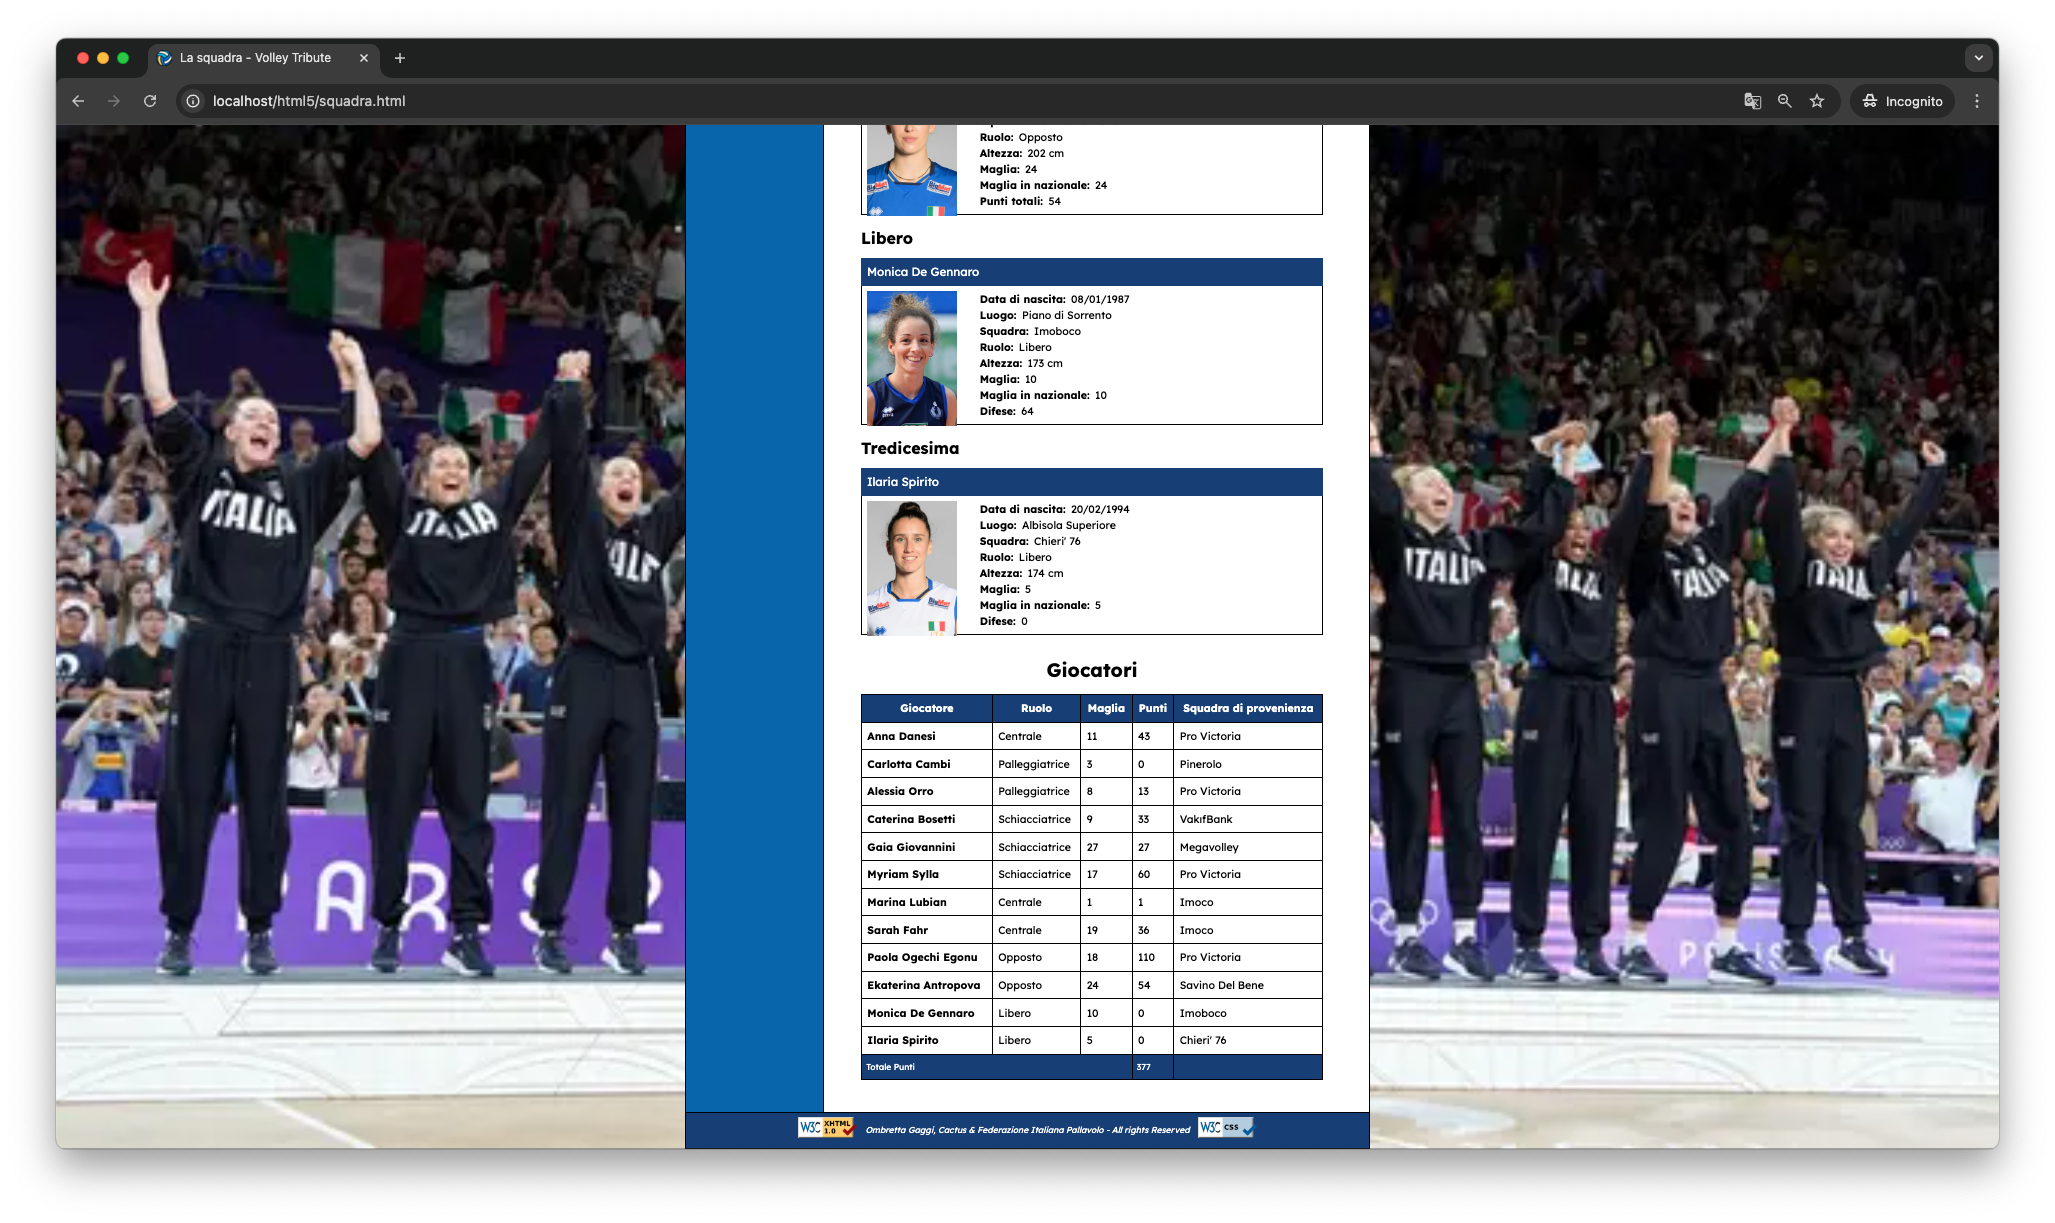 La squadra - Volley Tribute
localhost/html5/squadra.html
Incognito
Ruolo: Opposto
Altezza: 202 cm
Maglia: 24
Maglia in nazionale: 24
Punti totali: 54
Libero
Monica De Gennaro
Data di nascita: 08/01/1987
Luogo: Piano di Sorrento
Squadra: Imoboco
Ruolo: Libero
Altezza: 173 cm
Maglia: 10
Maglia in nazionale: 10
Difese: 64
Tredicesima
Ilaria Spirito
Data di nascita: 20/02/1994
Luogo: Albisola Superiore
Squadra: Chieri' 76
Ruolo: Libero
Altezza: 174 cm
Maglia: 5
Maglia in nazionale: 5
Difese: 0
Giocatori
Giocatore Ruolo Maglia Punti Squadra di provenienza
Anna Danesi Centrale 11 43 Pro Victoria
Carlotta Cambi Palleggiatrice 3 0 Pinerolo
Alessia Orro Palleggiatrice 8 13 Pro Victoria
Caterina Bosetti Schiacciatrice 9 33 VakıfBank
Gaia Giovannini Schiacciatrice 27 27 Megavolley
Myriam Sylla Schiacciatrice 17 60 Pro Victoria
Marina Lubian Centrale 1 1 Imoco
Sarah Fahr Centrale 19 36 Imoco
Paola Ogechi Egonu Opposto 18 110 Pro Victoria
Ekaterina Antropova Opposto 24 54 Savino Del Bene
Monica De Gennaro Libero 10 0 Imoboco
Ilaria Spirito Libero 5 0 Chieri' 76
Totale Punti 377
W3C XHTML 1.0
Ombretta Gaggi, Cactus & Federazione Italiana Pallavolo - All rights Reserved
W3C css
ITALIA
ITALIA
ITALIA
ITALIA
ITALIA
PARIS 2